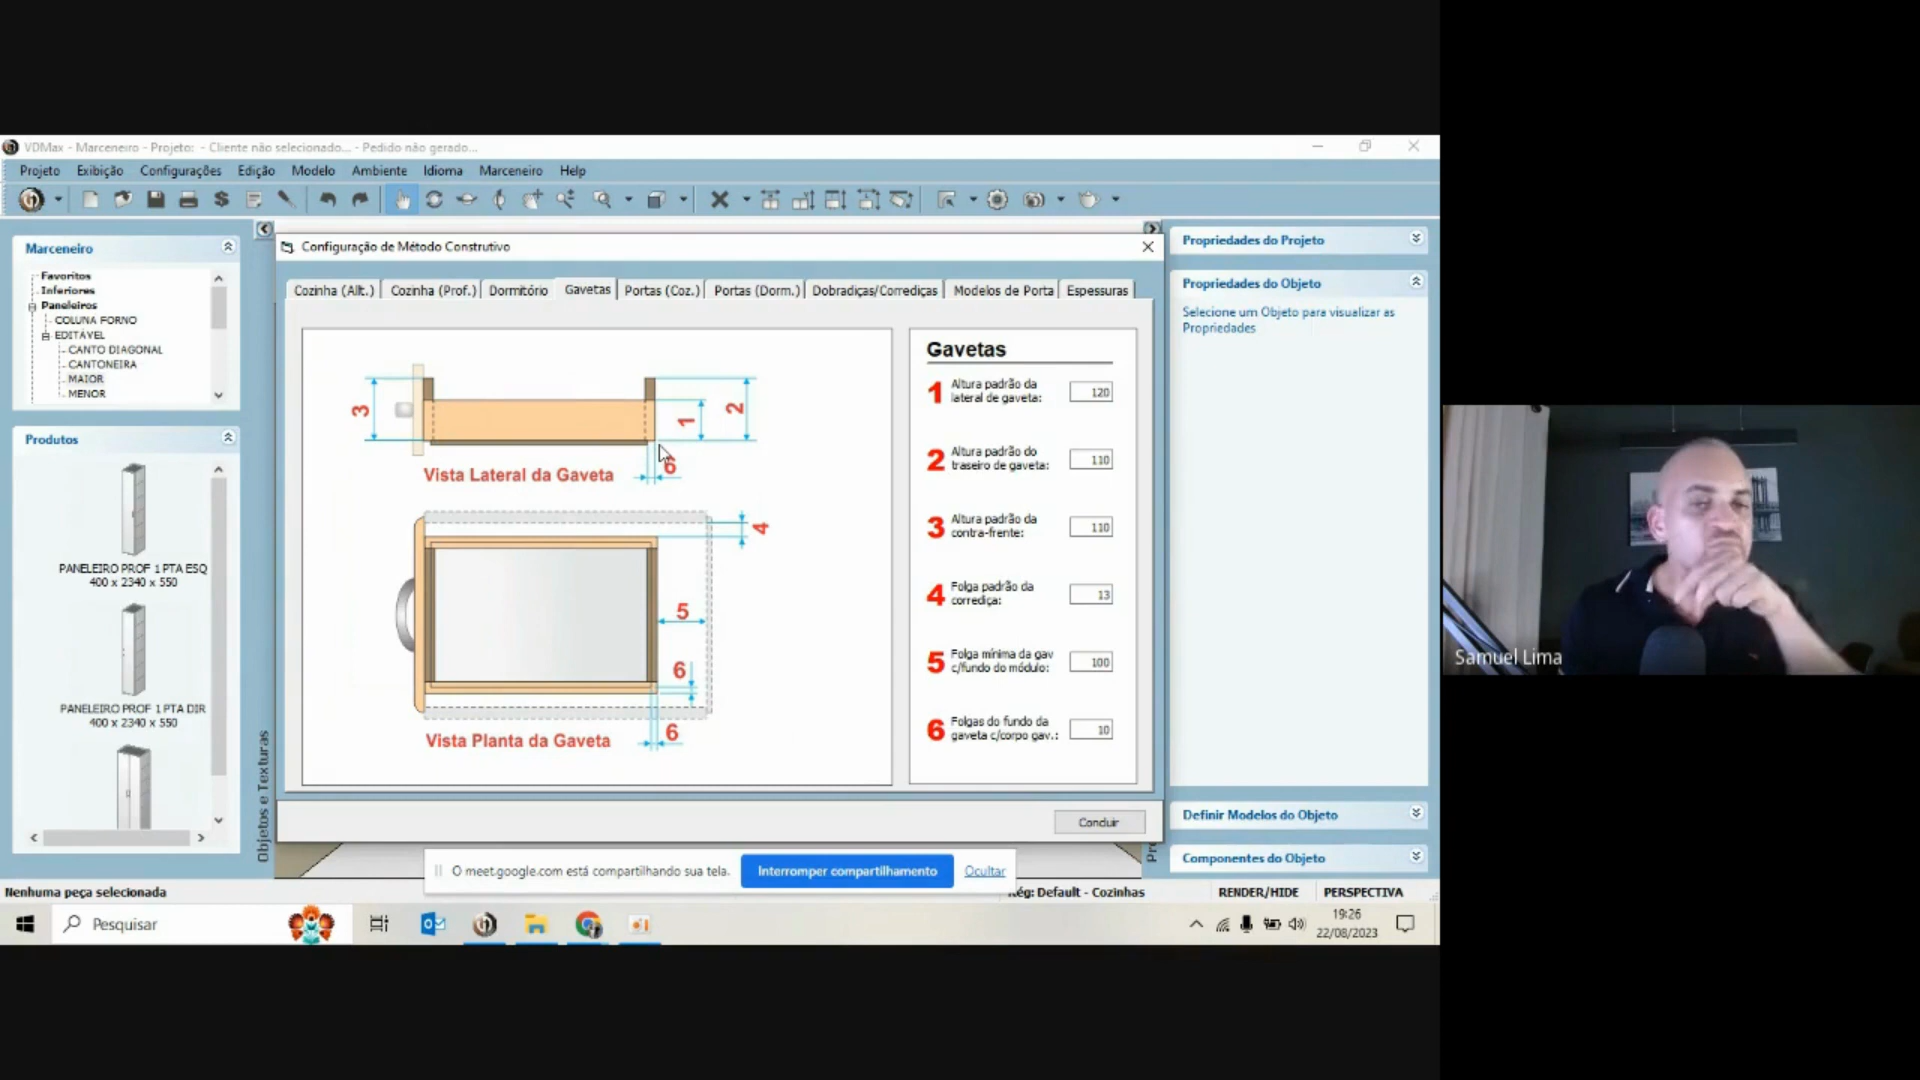 VDMax - Marceneiro - Projeto: - Cliente não selecionado... - Pedido não gerado...
Projeto Exibição Configurações Edição Modelo Ambiente Idioma Marceneiro Help
Marceneiro
Favoritos
Inferiores
Paneleiros
COLUNA FORNO
EDITÁVEL
CANTO DIAGONAL
CANTONEIRA
MAIOR
MENOR
Produtos
PANELEIRO PROF 1 PTA ESQ
400 x 2340 x 550
PANELEIRO PROF 1 PTA DIR
400 x 2340 x 550
Objetos e Texturas
Configuração de Método Construtivo
Cozinha (Alt.) Cozinha (Prof.) Dormitório Gavetas Portas (Coz.) Portas (Dorm.) Dobradiças/Corrediças Modelos de Porta Espessuras
3
1
2
6
Vista Lateral da Gaveta
4
5
6
6
Vista Planta da Gaveta
Gavetas
1 Altura padrão da
lateral de gaveta: 120
2 Altura padrão do
traseiro de gaveta: 110
3 Altura padrão da
contra-frente: 110
4 Folga padrão da
corrediça: 13
5 Folga mínima da gav
c/fundo do módulo: 100
6 Folgas do fundo da
gaveta c/corpo gav.: 10
Concluir
Propriedades do Projeto
Propriedades do Objeto
Selecione um Objeto para visualizar as
Propriedades
Definir Modelos do Objeto
Componentes do Objeto
O meet.google.com está compartilhando sua tela. Interromper compartilhamento Ocultar
Nenhuma peça selecionada
Rég: Default - Cozinhas RENDER/HIDE PERSPECTIVA
Pesquisar
19:26
22/08/2023
Samuel Lima